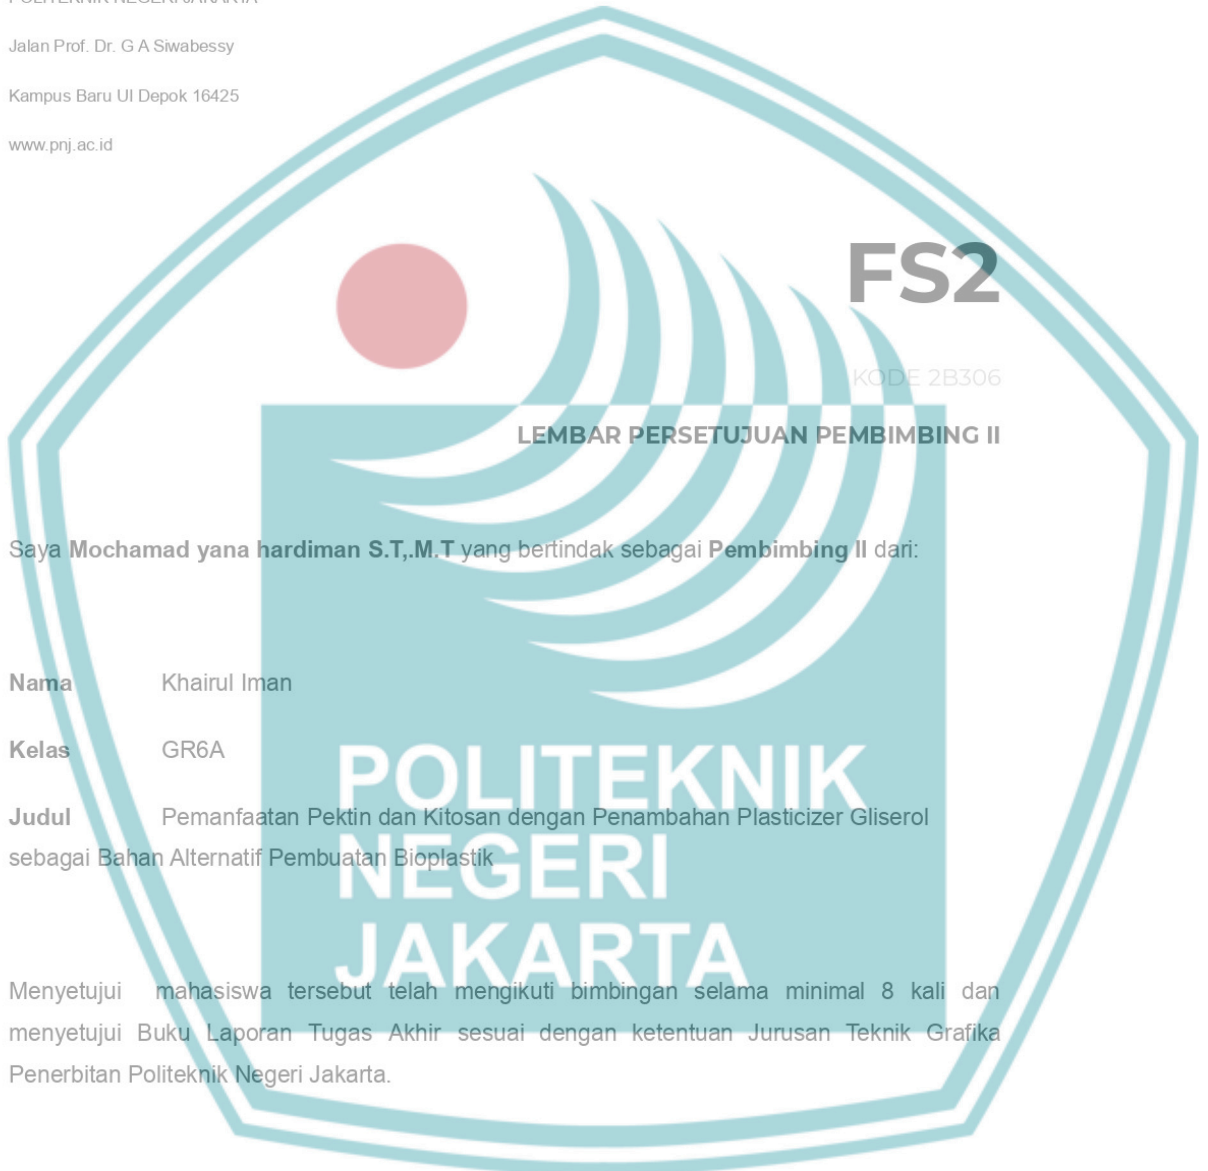 POLITEKNIK NEGERI JAKARTA
Jalan Prof. Dr. G A Siwabessy
Kampus Baru UI Depok 16425
www.pnj.ac.id
FS2
KODE 2B306
LEMBAR PERSETUJUAN PEMBIMBING II
Saya Mochamad yana hardiman S.T,.M.T yang bertindak sebagai Pembimbing II dari:
Nama Khairul Iman
Kelas GR6A
Judul Pemanfaatan Pektin dan Kitosan dengan Penambahan Plasticizer Gliserol
sebagai Bahan Alternatif Pembuatan Bioplastik
Menyetujui mahasiswa tersebut telah mengikuti bimbingan selama minimal 8 kali dan
menyetujui Buku Laporan Tugas Akhir sesuai dengan ketentuan Jurusan Teknik Grafika
Penerbitan Politeknik Negeri Jakarta.
POLITEKNIK
NEGERI
JAKARTA